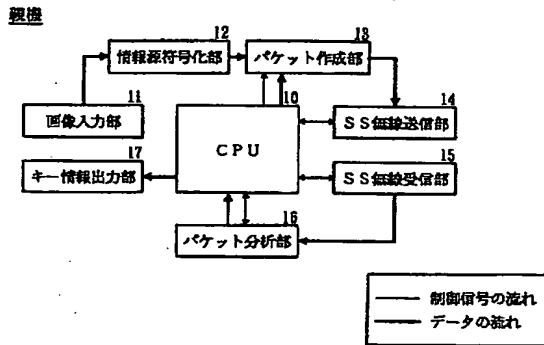 親機
12
情報源符号化部
13
パケット作成部
11
画像入力部
10
CPU
14
SS無線送信部
17
キー情報出力部
15
SS無線受信部
16
パケット分析部
制御信号の流れ
データの流れ